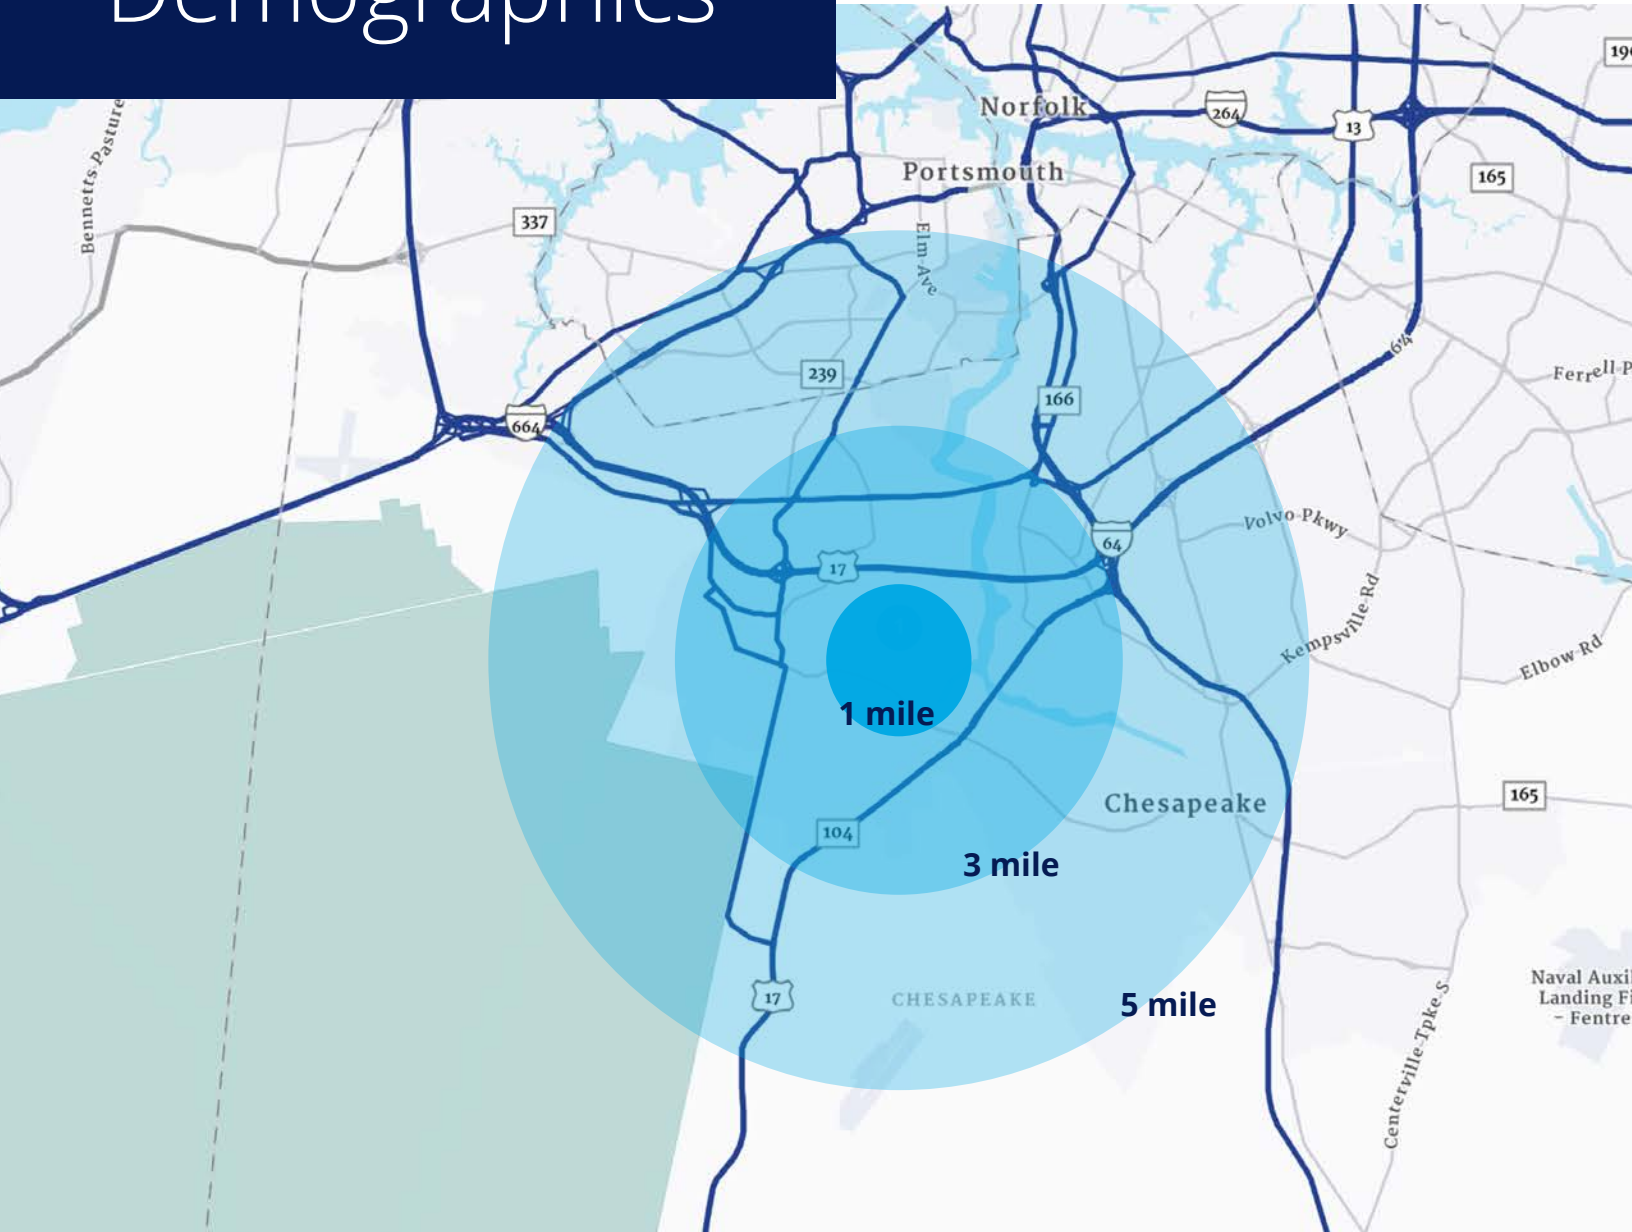 Demographics
Norfolk
264
13
Portsmouth
165
Bennetts Pasture
337
Elm Ave
64
Ferrell P
239
166
664
Volvo Pkwy
64
17
Kempsville Rd
Elbow Rd
1 mile
165
Chesapeake
104
3 mile
Naval Auxi
Landing Fi
- Fentre
17
CHESAPEAKE
5 mile
Centerville Tpke S